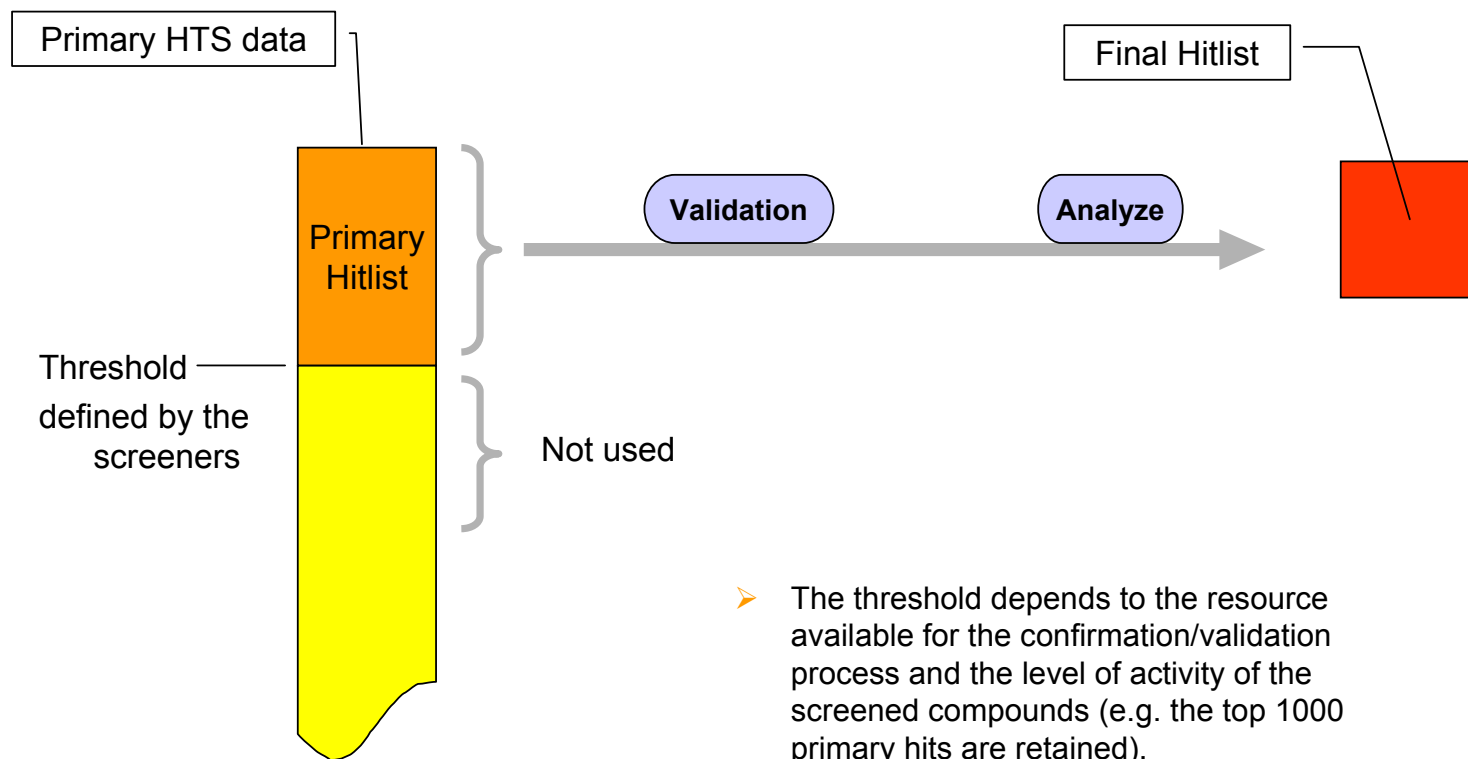 Primary HTS data
Final Hitlist
Validation
Analyze
Primary
Hitlist
Threshold
defined by the
screeners
Not used
➢ The threshold depends to the resource
available for the confirmation/validation
process and the level of activity of the
screened compounds (e.g. the top 1000
primary hits are retained).